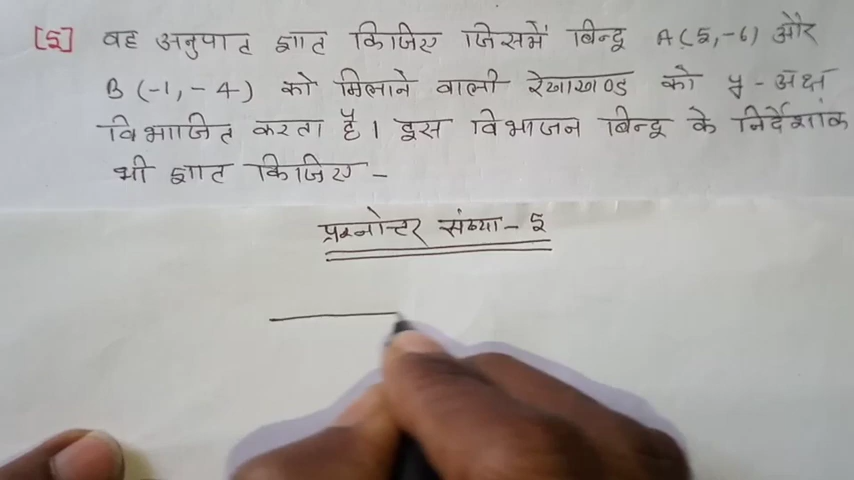 [5] वह अनुपात ज्ञात किजिए जिसमें बिन्दू A(5,-6) और
B (-1, -4) को मिलाने वाली रेखाखण्ड को y - अक्ष
विभाजित करता है। इस विभाजन बिन्दू के निर्देशांक
भी ज्ञात किजिए -
प्रश्नोत्तर संख्या - 5